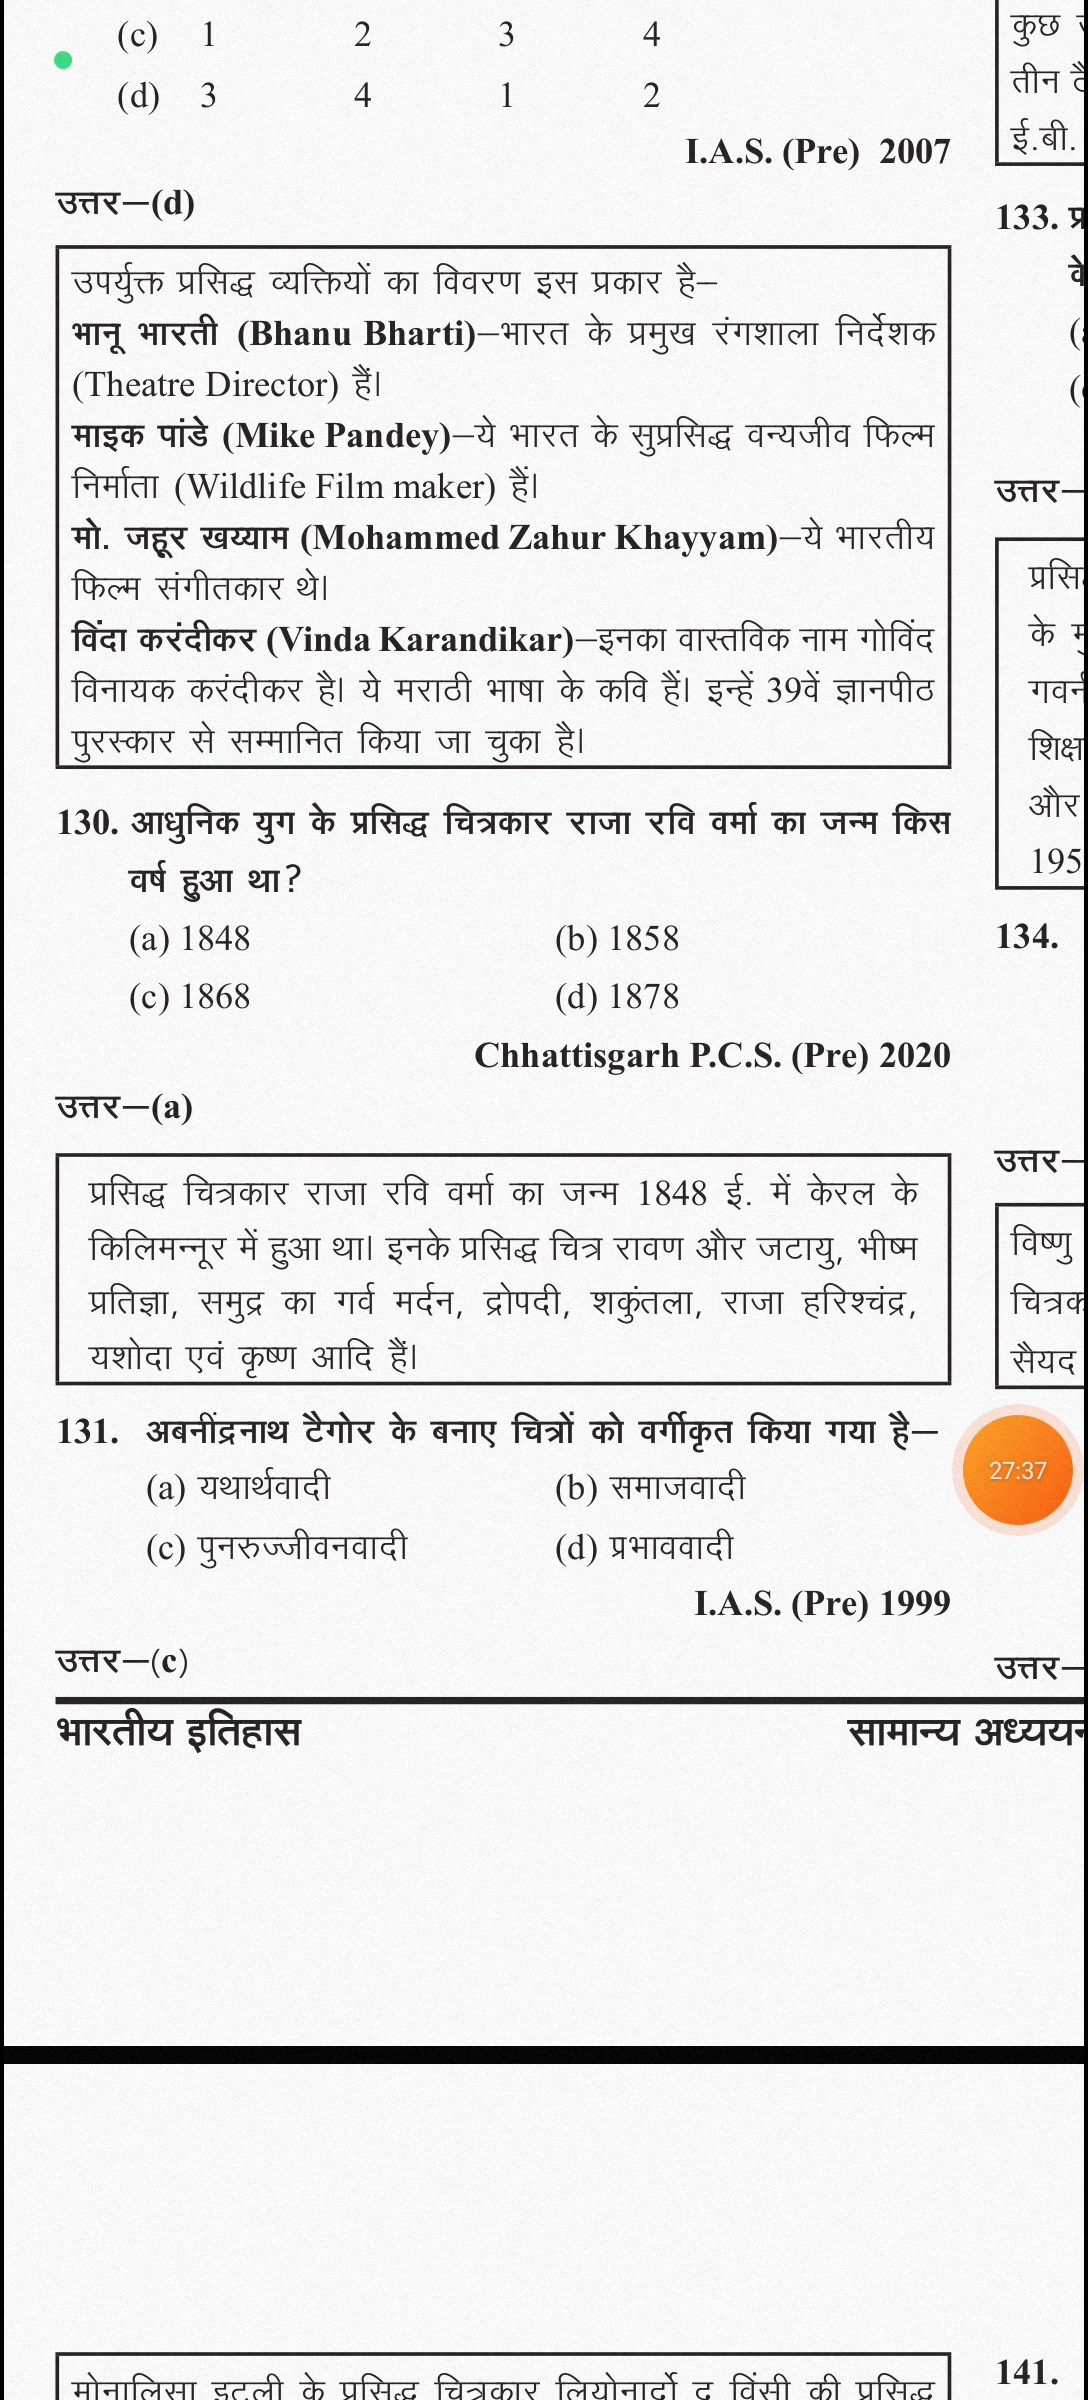 (c) 1 2 3 4
(d) 3 4 1 2
I.A.S. (Pre) 2007
उत्तर—(d)
उपर्युक्त प्रसिद्ध व्यक्तियों का विवरण इस प्रकार है–
भानू भारती (Bhanu Bharti)–भारत के प्रमुख रंगशाला निर्देशक
(Theatre Director) हैं।
माइक पांडे (Mike Pandey)–ये भारत के सुप्रसिद्ध वन्यजीव फिल्म
निर्माता (Wildlife Film maker) हैं।
मो. जहूर खय्याम (Mohammed Zahur Khayyam)–ये भारतीय
फिल्म संगीतकार थे।
विंदा करंदीकर (Vinda Karandikar)–इनका वास्तविक नाम गोविंद
विनायक करंदीकर है। ये मराठी भाषा के कवि हैं। इन्हें 39वें ज्ञानपीठ
पुरस्कार से सम्मानित किया जा चुका है।
130. आधुनिक युग के प्रसिद्ध चित्रकार राजा रवि वर्मा का जन्म किस
वर्ष हुआ था?
(a) 1848 (b) 1858
(c) 1868 (d) 1878
Chhattisgarh P.C.S. (Pre) 2020
उत्तर—(a)
प्रसिद्ध चित्रकार राजा रवि वर्मा का जन्म 1848 ई. में केरल के
किलिमन्नूर में हुआ था। इनके प्रसिद्ध चित्र रावण और जटायु, भीष्म
प्रतिज्ञा, समुद्र का गर्व मर्दन, द्रोपदी, शकुंतला, राजा हरिश्चंद्र,
यशोदा एवं कृष्ण आदि हैं।
131. अबनींद्रनाथ टैगोर के बनाए चित्रों को वर्गीकृत किया गया है—
(a) यथार्थवादी (b) समाजवादी
(c) पुनरुज्जीवनवादी (d) प्रभाववादी
I.A.S. (Pre) 1999
उत्तर—(c)
भारतीय इतिहास
मोनालिसा इटली के प्रसिद्ध चित्रकार लियोनार्दो द विंसी की प्रसिद्ध
कुछ
तीन
ई.बी.
133.
उत्तर—
के
और
195
134.
उत्तर—
विष्णु
सैयद
27:37
उत्तर—
सामान्य अध्ययन
141.